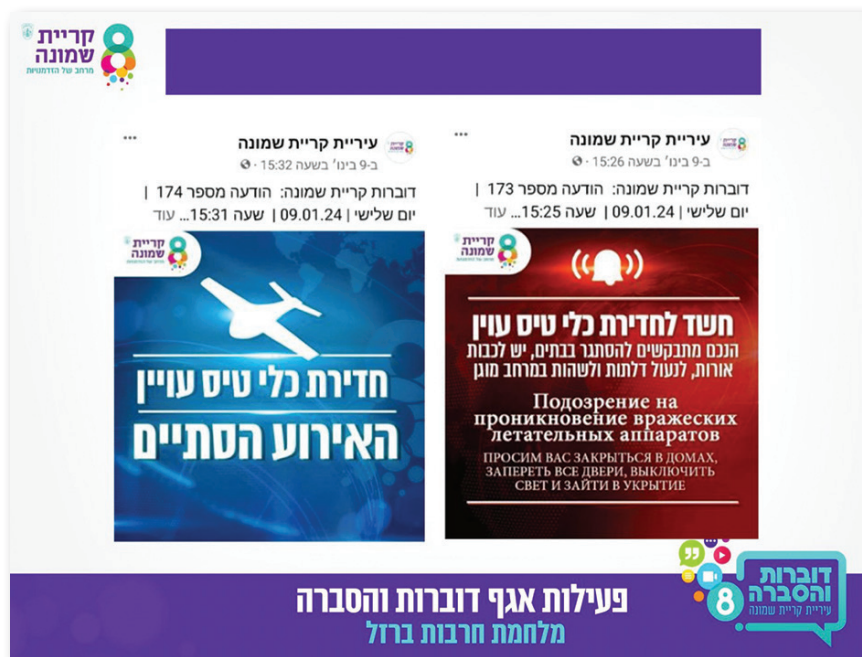 קריית
שמונה
מרחב של הזדמנויות
עיריית קריית שמונה
ב-9 בינו' בשעה 15:26
דוברות קריית שמונה: הודעה מספר 173 |
יום שלישי | 09.01.24 | שעה 15:25... עוד
קריית
שמונה
חשד לחדירת כלי טיס עוין
הנכם מתבקשים להסתגר בבתים, יש לכבות
אורות, לנעול דלתות ולשהות במרחב מוגן
Подозрение на
проникновение вражеских
летательных аппаратов
ПРОСИМ ВАС ЗАКРЫТЬСЯ В ДОМАХ,
ЗАПЕРЕТЬ ВСЕ ДВЕРИ, ВЫКЛЮЧИТЬ
СВЕТ И ЗАЙТИ В УКРЫТИЕ
עיריית קריית שמונה
ב-9 בינו' בשעה 15:32
דוברות קריית שמונה: הודעה מספר 174 |
יום שלישי | 09.01.24 | שעה 15:31... עוד
קריית
שמונה
חדירת כלי טיס עויין
האירוע הסתיים
פעילות אגף דוברות והסברה
מלחמת חרבות ברזל
דוברות
והסברה
עיריית קריית שמונה
8